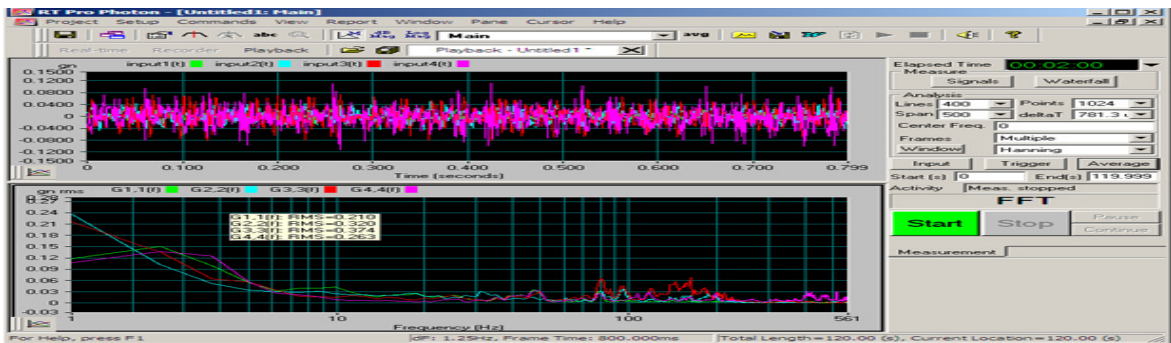 RT Pro Photon - [Untitled1: Main]
Project Setup Commands View Report Window Pane Cursor Help
abc Main avg
Real-time Recorder Playback Playback - Untitled1 *
gn input1(t) input2(t) input3(t) input4(t)
0.1500
0.1200
0.0800
0.0400
0
-0.0400
-0.0800
-0.1200
-0.1500
0 0.100 0.200 0.300 0.400 0.500 0.600 0.700 0.799
Time (seconds)
gn rms G1,1(f) G2,2(f) G3,3(f) G4,4(f)
0.24
0.21
0.18
0.15
0.12
0.09
0.06
0.03
0
-0.03
G1,1(f): RMS=0.210
G2,2(f): RMS=0.320
G3,3(f): RMS=0.374
G4,4(f): RMS=0.263
1 10 100 561
Frequency (Hz)
Elapsed Time 00:02:00
Measure
Signals Waterfall
Analysis
Lines 400 Points 1024
Span 500 deltaT 781.3
Center Freq. 0
Frames Multiple
Window Hanning
Input Trigger Average
Start (s) 0 End(s) 119.999
Activity Meas. stopped
FFT
Start Stop Pause
Continue
Measurement
For Help, press F1 dF: 1.25Hz, Frame Time: 800.000ms Total Length=120.00 (s), Current Location=120.00 (s)